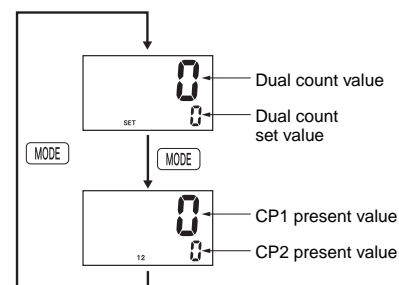 0
Dual count value
SET
0
Dual count
set value
MODE
MODE
0
CP1 present value
12
0
CP2 present value